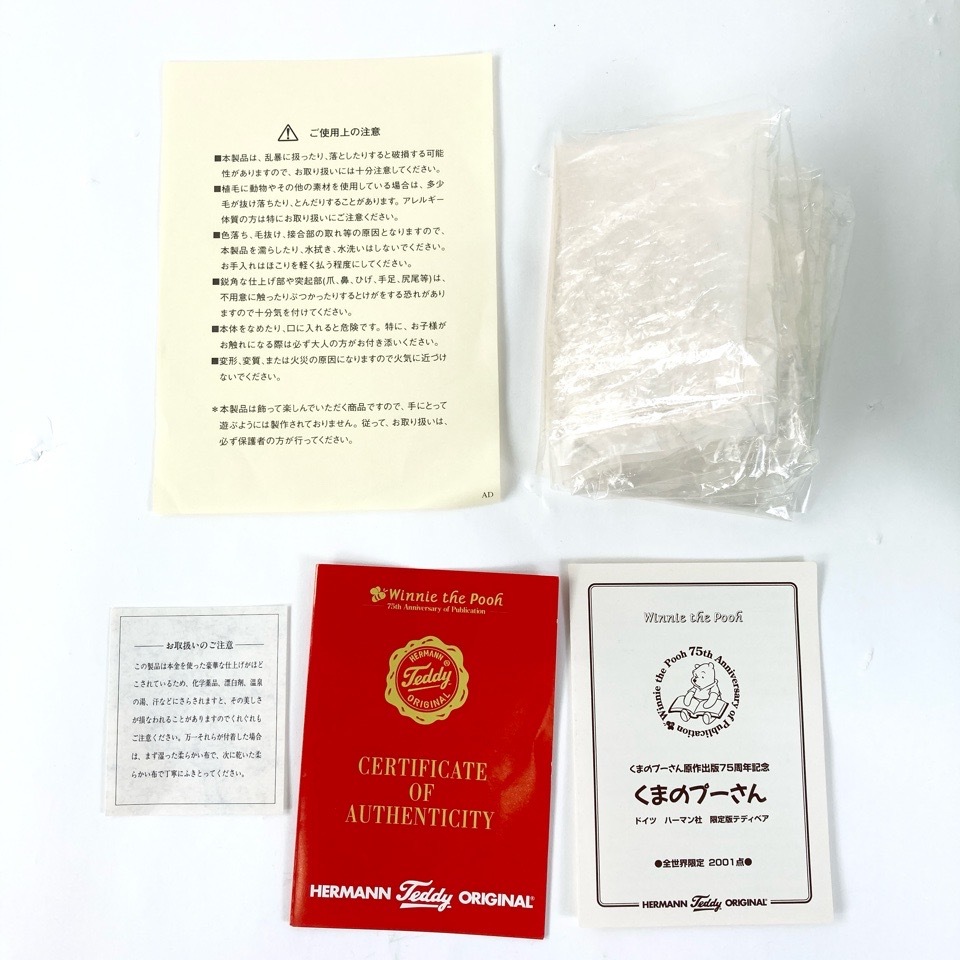 ⚠ ご使用上の注意
■本製品は、乱暴に扱ったり、落としたりすると破損する可能
性がありますので、お取り扱いには十分注意してください。
■植毛に動物やその他の素材を使用している場合は、多少
毛が抜け落ちたり、とんだりすることがあります。アレルギー
体質の方は特にお取り扱いにご注意ください。
■色落ち、毛抜け、接合部の取れ等の原因となりますので、
本製品を濡らしたり、水拭き、水洗いはしないでください。
お手入れはほこりを軽く払う程度にしてください。
■鋭角な仕上げ部や突起部(爪、鼻、ひげ、手足、尻尾等)は、
不用意に触ったりぶつかったりするとけがをする恐れがあり
ますので十分気を付けてください。
■本体をなめたり、口に入れると危険です。特に、お子様が
お触れになる際は必ず大人の方がお付き添いください。
■変形、変質、または火災の原因になりますので火気に近づけ
ないでください。
＊本製品は飾って楽しんでいただく商品ですので、手にとって
遊ぶようには製作されておりません。従って、お取り扱いは、
必ず保護者の方が行ってください。
AD
お取扱いのご注意
この製品は本金を使った豪華な仕上げがほど
こされているため、化学薬品、漂白剤、温泉
の湯、汗などにさらされますと、その美しさ
が損なわれることがありますのでくれぐれも
ご注意ください。万一それらが付着した場合
は、まず湿った柔らかい布で、次に乾いた柔
らかい布で丁寧にふきとってください。
Winnie the Pooh
75th Anniversary of Publication
HERMANN
Teddy®
ORIGINAL
CERTIFICATE
OF
AUTHENTICITY
HERMANN Teddy ORIGINAL®
Winnie the Pooh
Winnie the Pooh 75th Anniversary of Publication
くまのプーさん原作出版75周年記念
くまのプーさん
ドイツ ハーマン社 限定版テディベア
●全世界限定 2001点●
HERMANN Teddy ORIGINAL®